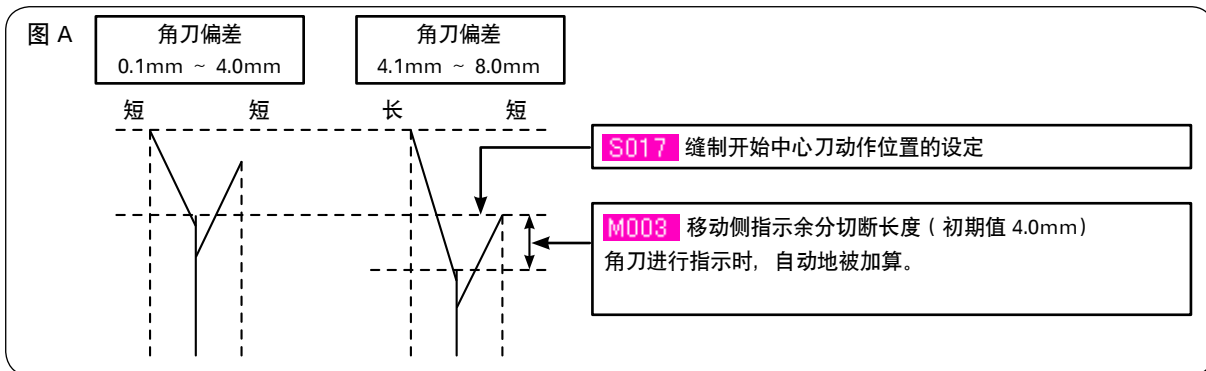 图 A
角刀偏差
0.1mm ~ 4.0mm
角刀偏差
4.1mm ~ 8.0mm
短 短 长 短
S017 缝制开始中心刀动作位置的设定
M003 移动侧指示余分切断长度 ( 初期值 4.0mm)
角刀进行指示时, 自动地被加算。